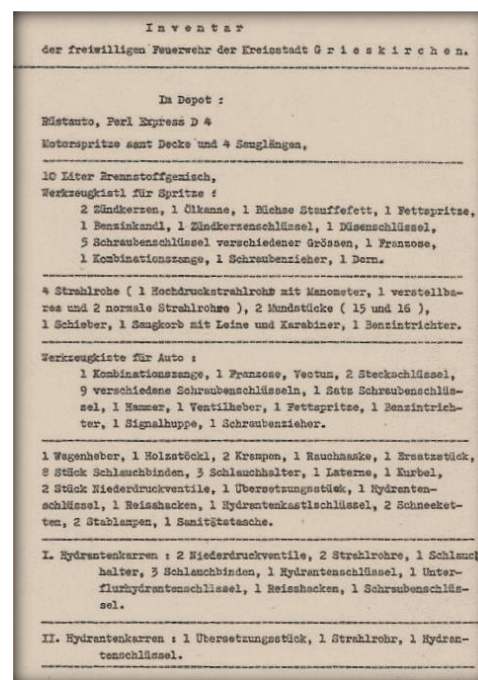 I n v e n t a r
der freiwilligen Feuerwehr der Kreisstadt G r i e s k i r c h e n.
Im Depot :
Rüstauto, Perl Express D 4
Motorspritze samt Decke und 4 Sauglängen,
10 Liter Brennstoffgemisch,
Werkzeugkistl für Spritze :
2 Zündkerzen, 1 Ölkanne, 1 Büchse Stauffefett, 1 Fettspritze,
1 Benzinkandl, 1 Zündkerzenschlüssel, 1 Düsenschlüssel,
5 Schraubenschlüssel verschiedener Grössen, 1 Franzose,
1 Kombinationszange, 1 Schraubenzieher, 1 Dorn.
4 Strahlrohe ( 1 Hochdruckstrahlrohr mit Manometer, 1 verstellba-
res und 2 normale Strahlrohre ), 2 Mundstücke ( 15 und 16 ),
1 Schieber, 1 Saugkorb mit Leine und Karabiner, 1 Benzintrichter.
Werkzeugkiste für Auto :
1 Kombinationszange, 1 Franzose, Vectum, 2 Steckschlüssel,
9 verschiedene Schraubenschlüsseln, 1 Satz Schraubenschlüs-
sel, 1 Hammer, 1 Ventilheber, 1 Fettspritze, 1 Benzintrich-
ter, 1 Signalhuppe, 1 Schraubenzieher.
1 Wagenheber, 1 Holzstöckl, 2 Krampen, 1 Rauchmaske, 1 Ersatzstück,
8 Stück Schlauchbinden, 3 Schlauchhalter, 1 Laterne, 1 Kurbel,
2 Stück Niederdruckventile, 1 Übersetzungsstük, 1 Hydranten-
schlüssel, 1 Reisshacken, 1 Hydrantenkastlschlüssel, 2 Schneeket-
ten, 2 Stablampen, 1 Sanitätstasche.
I. Hydrantenkarren : 2 Niederdruckventile, 2 Strahlrohre, 1 Schlauch
halter, 3 Schlauchbinden, 1 Hydrantenschlüssel, 1 Unter-
flurhydrantenschlüssel, 1 Reisshacken, 1 Schraubenschlüs-
sel.
II. Hydrantenkarren : 1 Übersetzungsstück, 1 Strahlrohr, 1 Hydran-
tenschlüssel.